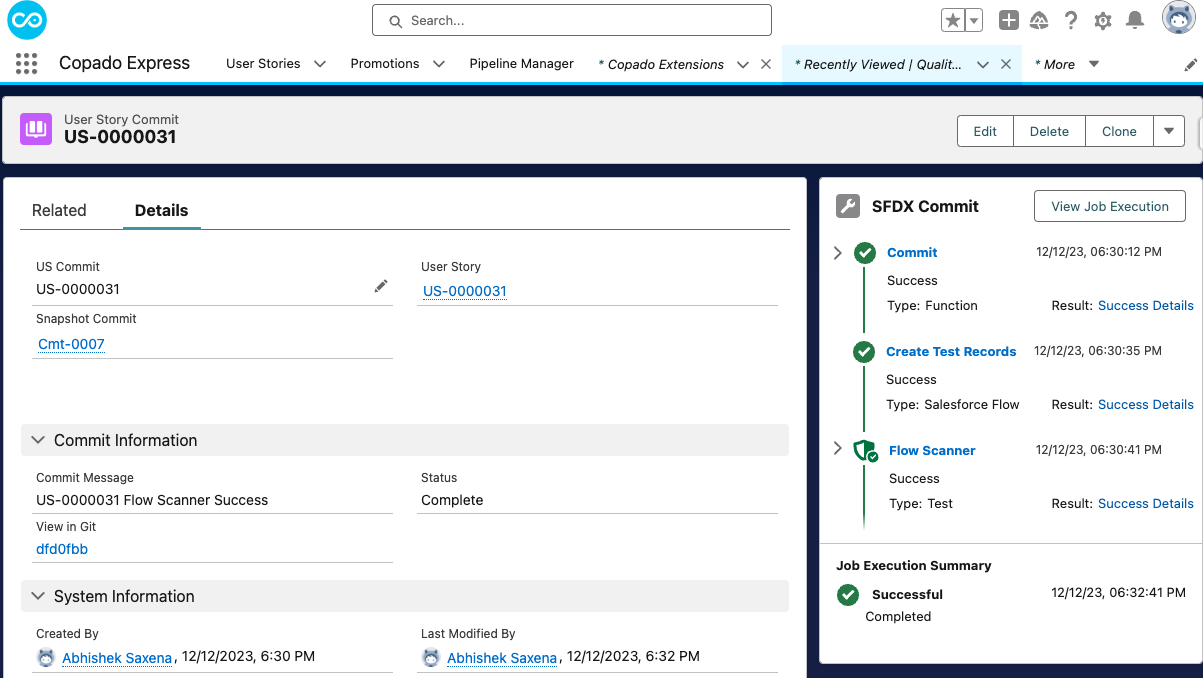 Search...
Copado Express
User Stories
Promotions
Pipeline Manager
* Copado Extensions
* Recently Viewed | Qualit...
* More
User Story Commit
US-0000031
Edit
Delete
Clone
Related
Details
US Commit
US-0000031
User Story
US-0000031
Snapshot Commit
Cmt-0007
Commit Information
Commit Message
US-0000031 Flow Scanner Success
Status
Complete
View in Git
dfd0fbb
System Information
Created By
Abhishek Saxena, 12/12/2023, 6:30 PM
Last Modified By
Abhishek Saxena, 12/12/2023, 6:32 PM
SFDX Commit
View Job Execution
Commit 12/12/23, 06:30:12 PM
Success
Type: Function Result: Success Details
Create Test Records 12/12/23, 06:30:35 PM
Success
Type: Salesforce Flow Result: Success Details
Flow Scanner 12/12/23, 06:30:41 PM
Success
Type: Test Result: Success Details
Job Execution Summary
Successful 12/12/23, 06:32:41 PM
Completed